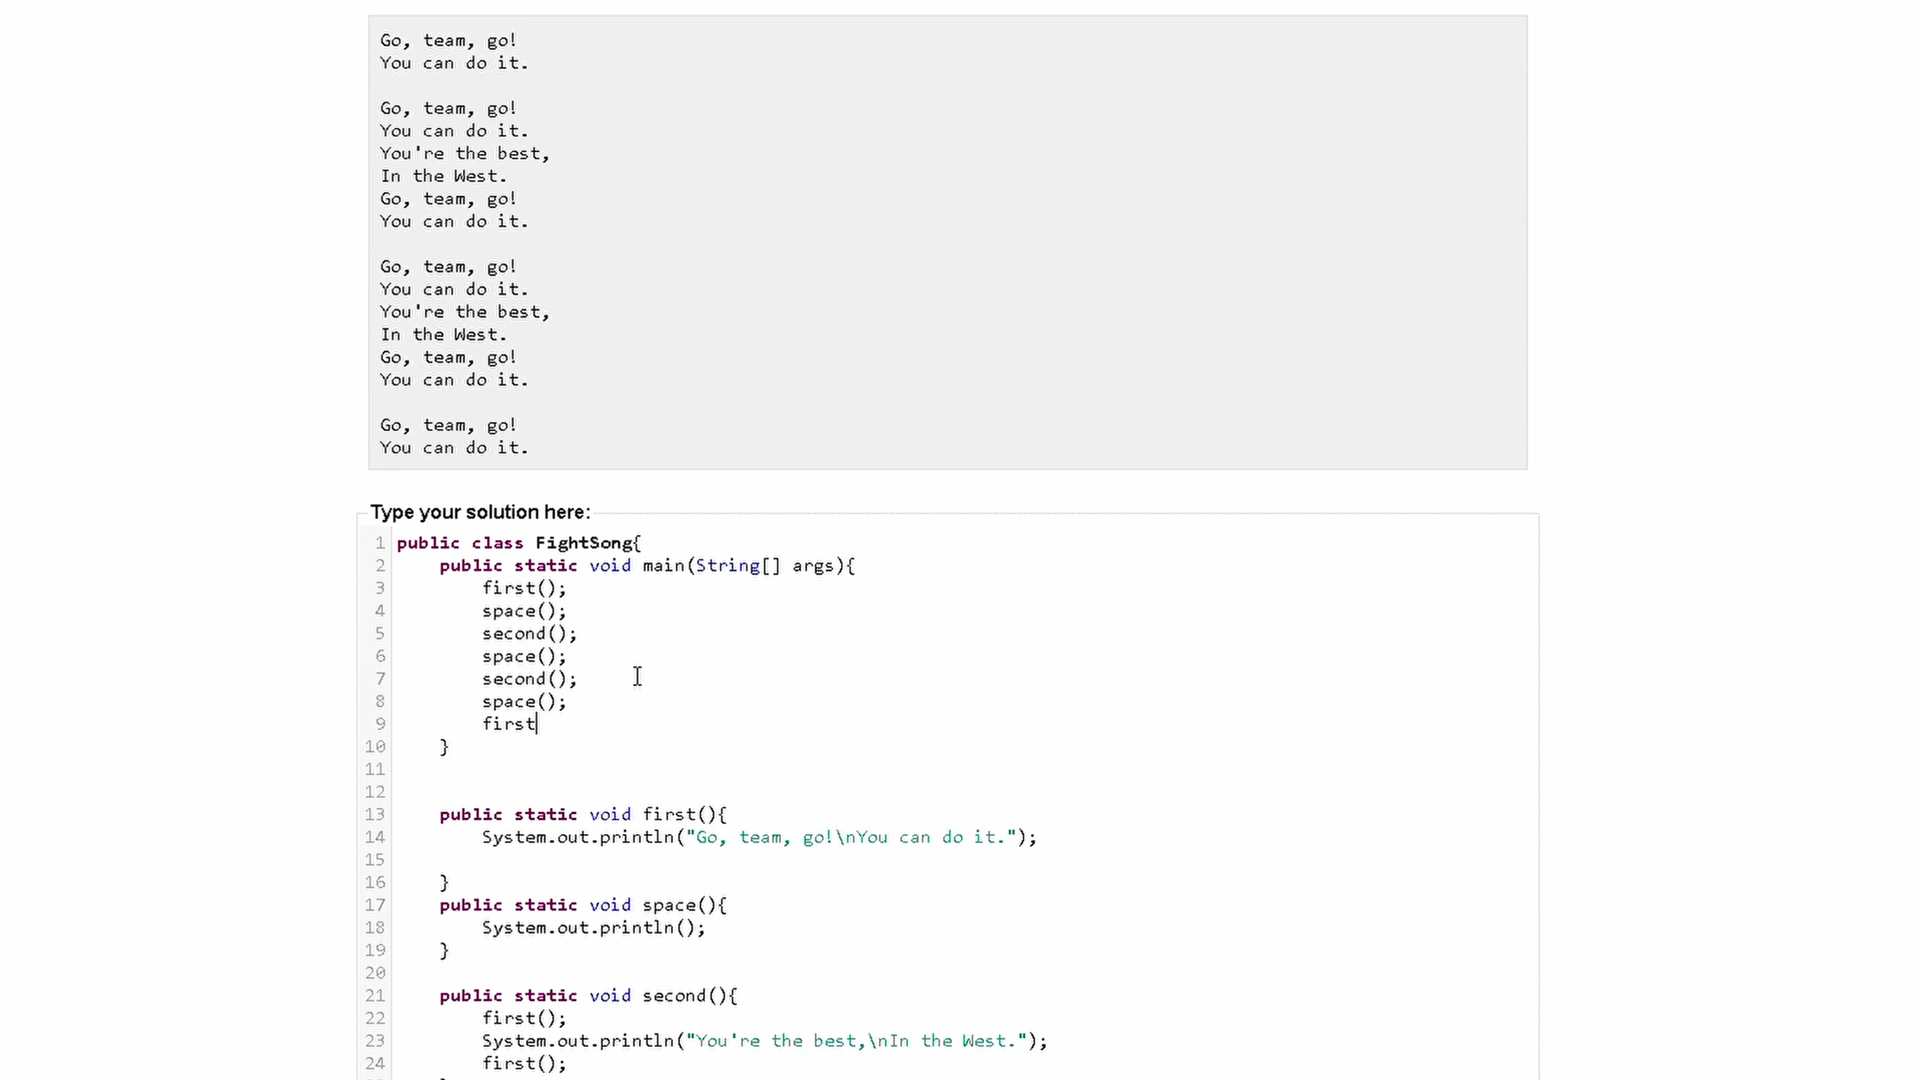 Go, team, go!
You can do it.

Go, team, go!
You can do it.
You're the best,
In the West.
Go, team, go!
You can do it.

Go, team, go!
You can do it.
You're the best,
In the West.
Go, team, go!
You can do it.

Go, team, go!
You can do it.

Type your solution here:
1 public class FightSong{
2     public static void main(String[] args){
3         first();
4         space();
5         second();
6         space();
7         second();
8         space();
9         first
10     }
11
12
13     public static void first(){
14         System.out.println("Go, team, go!\nYou can do it.");
15
16     }
17     public static void space(){
18         System.out.println();
19     }
20
21     public static void second(){
22         first();
23         System.out.println("You're the best,\nIn the West.");
24         first();